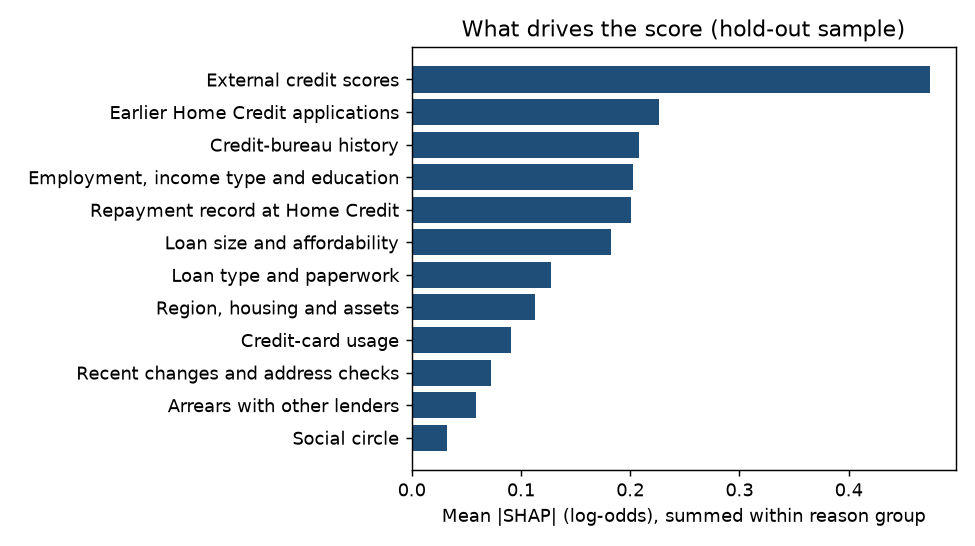 What drives the score (hold-out sample)
External credit scores
Earlier Home Credit applications
Credit-bureau history
Employment, income type and education
Repayment record at Home Credit
Loan size and affordability
Loan type and paperwork
Region, housing and assets
Credit-card usage
Recent changes and address checks
Arrears with other lenders
Social circle
0.0 0.1 0.2 0.3 0.4
Mean |SHAP| (log-odds), summed within reason group